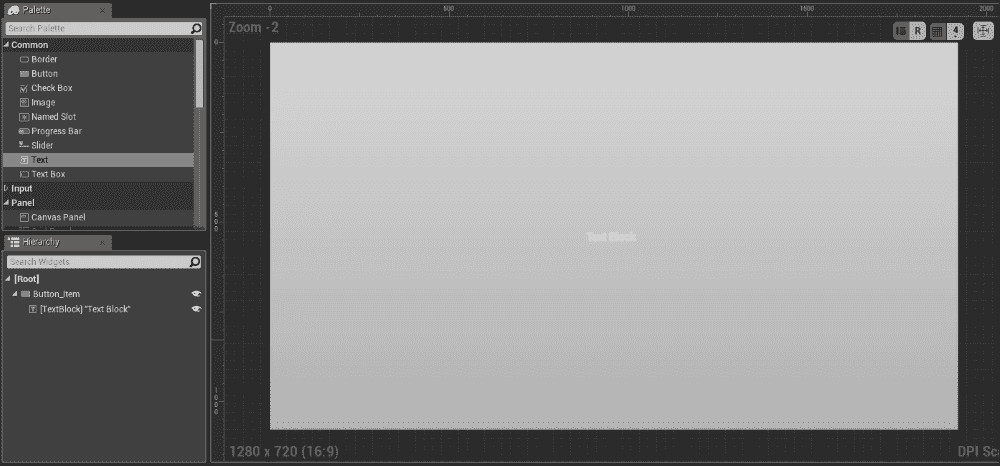 Palette
Search Palette
Common
Border
Button
Check Box
Image
Named Slot
Progress Bar
Slider
Text
Text Box
Input
Panel
Canvas Panel
Hierarchy
Search Widgets
[Root]
Button_Item
[TextBlock] "Text Block"
0 500 1000 1500 2000
Zoom -2
R 4
0
500
Text Block
1280 x 720 (16:9)
DPI Sc